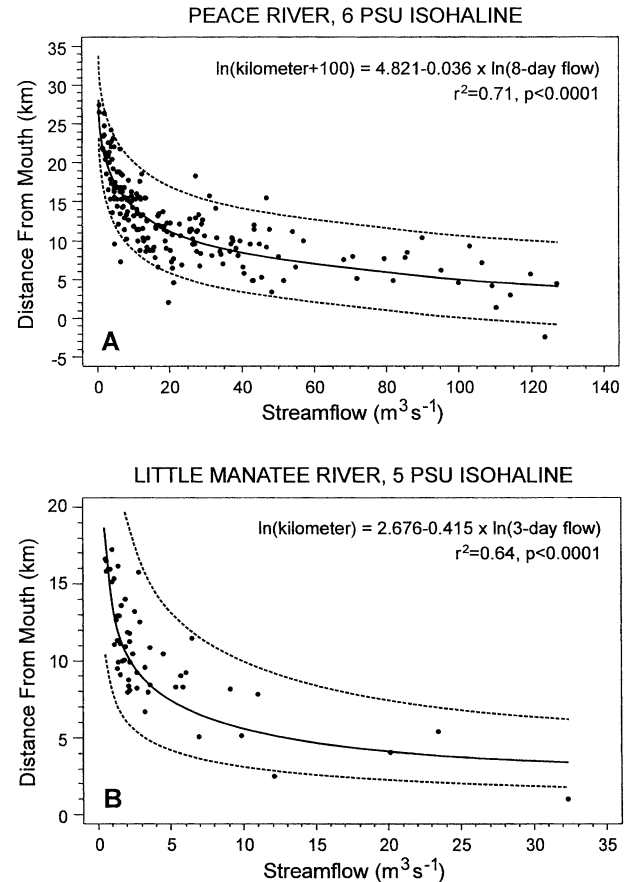 PEACE RIVER, 6 PSU ISOHALINE
ln(kilometer+100) = 4.821-0.036 x ln(8-day flow)
r²=0.71, p<0.0001
Distance From Mouth (km)
35
30
25
20
15
10
5
0
-5
A
0 20 40 60 80 100 120 140
Streamflow (m³s⁻¹)
LITTLE MANATEE RIVER, 5 PSU ISOHALINE
ln(kilometer) = 2.676-0.415 x ln(3-day flow)
r²=0.64, p<0.0001
Distance From Mouth (km)
20
15
10
5
0
B
0 5 10 15 20 25 30 35
Streamflow (m³s⁻¹)